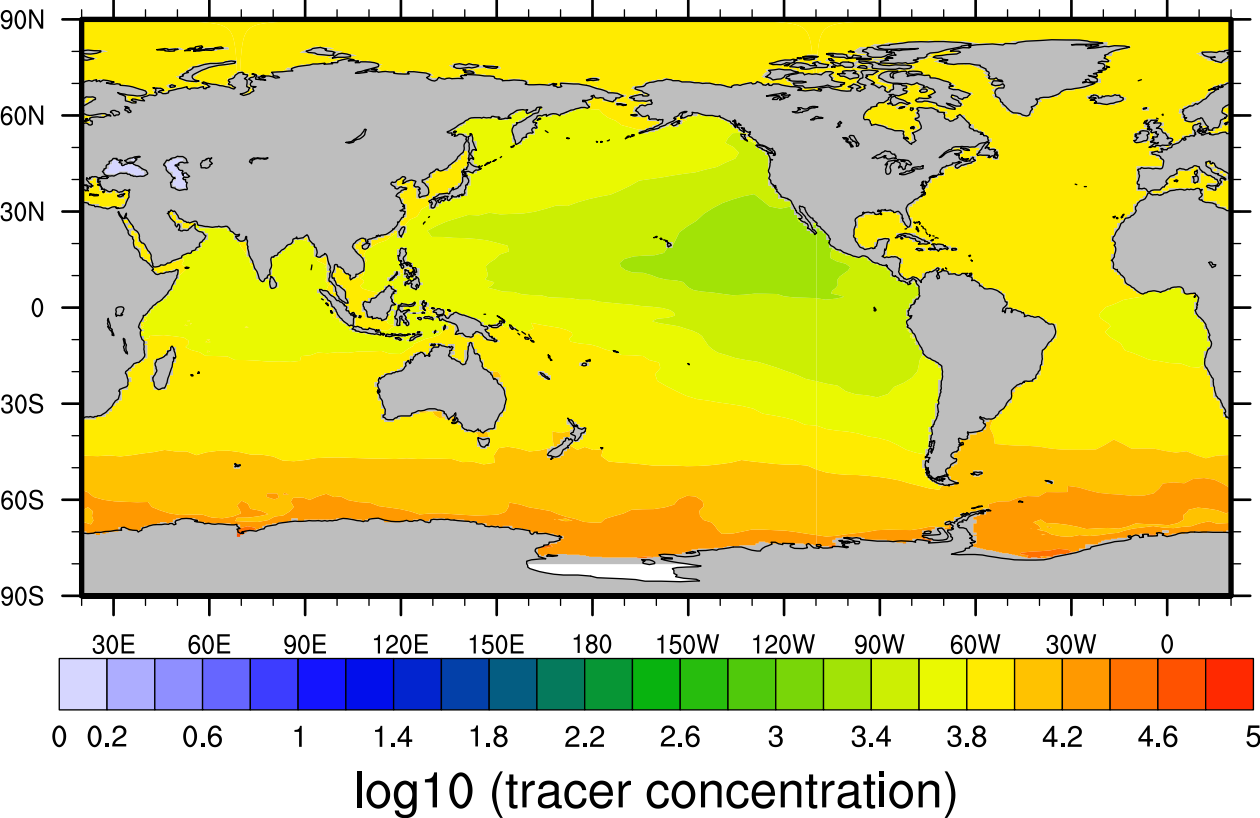 90N
60N
30N
0
30S
60S
90S
30E 60E 90E 120E 150E 180 150W 120W 90W 60W 30W 0
0 0.2 0.6 1 1.4 1.8 2.2 2.6 3 3.4 3.8 4.2 4.6 5
log10 (tracer concentration)